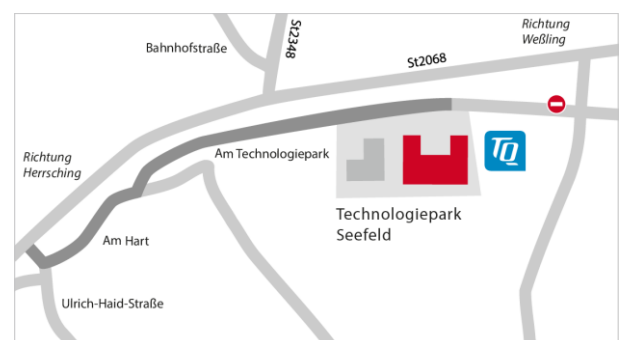 Richtung
Weßling
Bahnhofstraße
St2348
St2068
Richtung
Herrsching
Am Technologiepark
TQ
Technologiepark
Seefeld
Am Hart
Ulrich-Haid-Straße